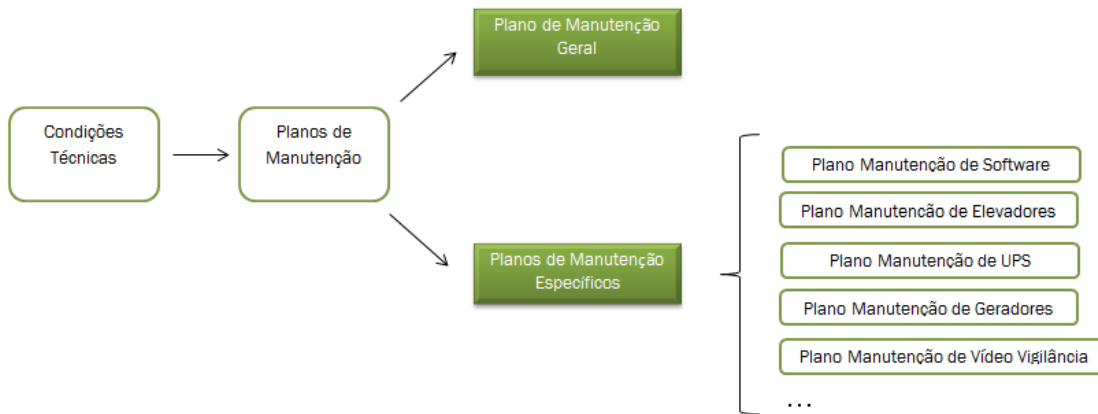 Plano de Manutenção
Geral
Condições
Técnicas
Planos de
Manutenção
Planos de Manutenção
Específicos
Plano Manutenção de Software
Plano Manutencão de Elevadores
Plano Manutenção de UPS
Plano Manutenção de Geradores
Plano Manutenção de Vídeo Vigilância
...